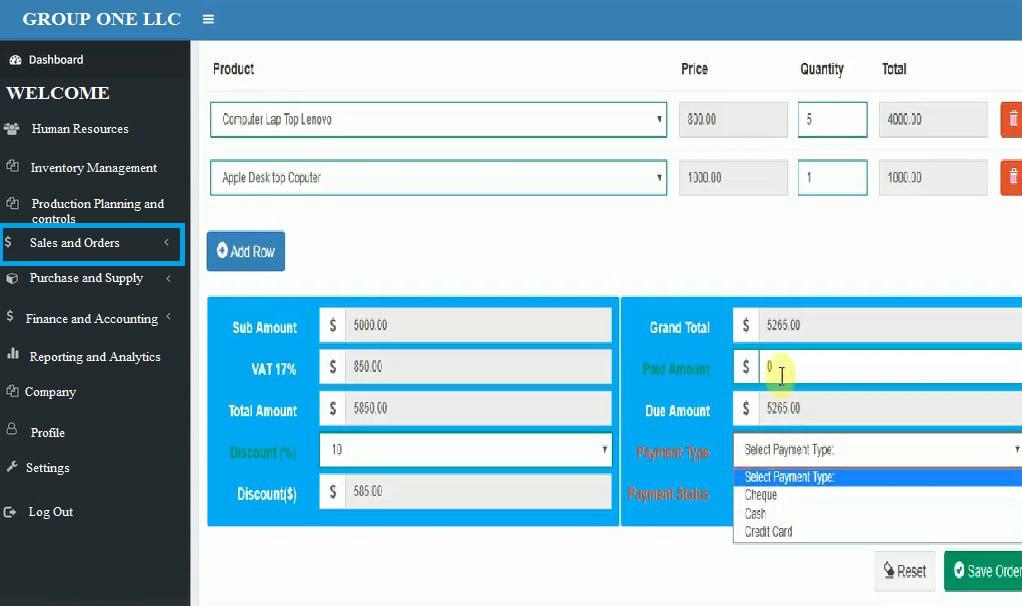 GROUP ONE LLC
Dashboard
WELCOME
Human Resources
Inventory Management
Production Planning and
controls
Sales and Orders
Purchase and Supply
Finance and Accounting
Reporting and Analytics
Company
Profile
Settings
Log Out
Product Price Quantity Total
Computer Lap Top Lenovo 800.00 5 4000.00
Apple Desk top Coputer 1000.00 1 1000.00
Add Row
Sub Amount $ 5000.00
VAT 17% $ 850.00
Total Amount $ 5850.00
Discount (%) 10
Discount($) $ 585.00
Grand Total $ 5265.00
Paid Amount $ 0
Due Amount $ 5265.00
Payment Type Select Payment Type:
Select Payment Type:
Payment Status
Cheque
Cash
Credit Card
Reset Save Order